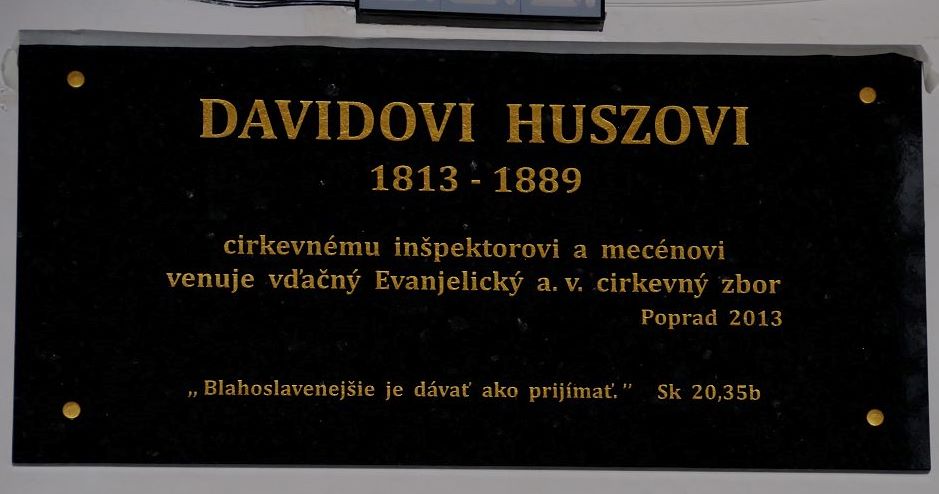 DAVIDOVI HUSZOVI
1813 - 1889
cirkevnému inšpektorovi a mecénovi
venuje vďačný Evanjelický a. v. cirkevný zbor
Poprad 2013
„Blahoslavenejšie je dávať ako prijímať.” Sk 20,35b